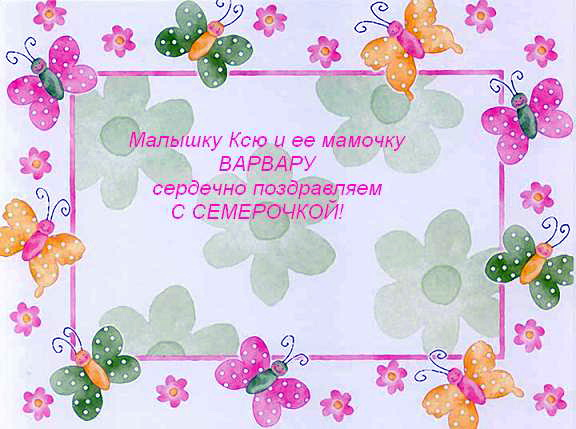 Малышку Ксю и ее мамочку
ВАРВАРУ
сердечно поздравляем
С СЕМЕРОЧКОЙ!